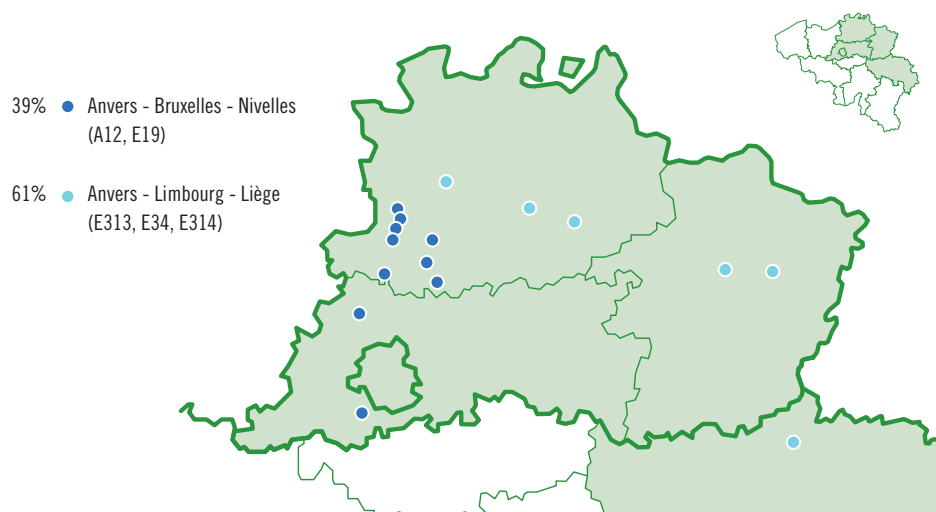 39% Anvers - Bruxelles - Nivelles
(A12, E19)
61% Anvers - Limbourg - Liège
(E313, E34, E314)